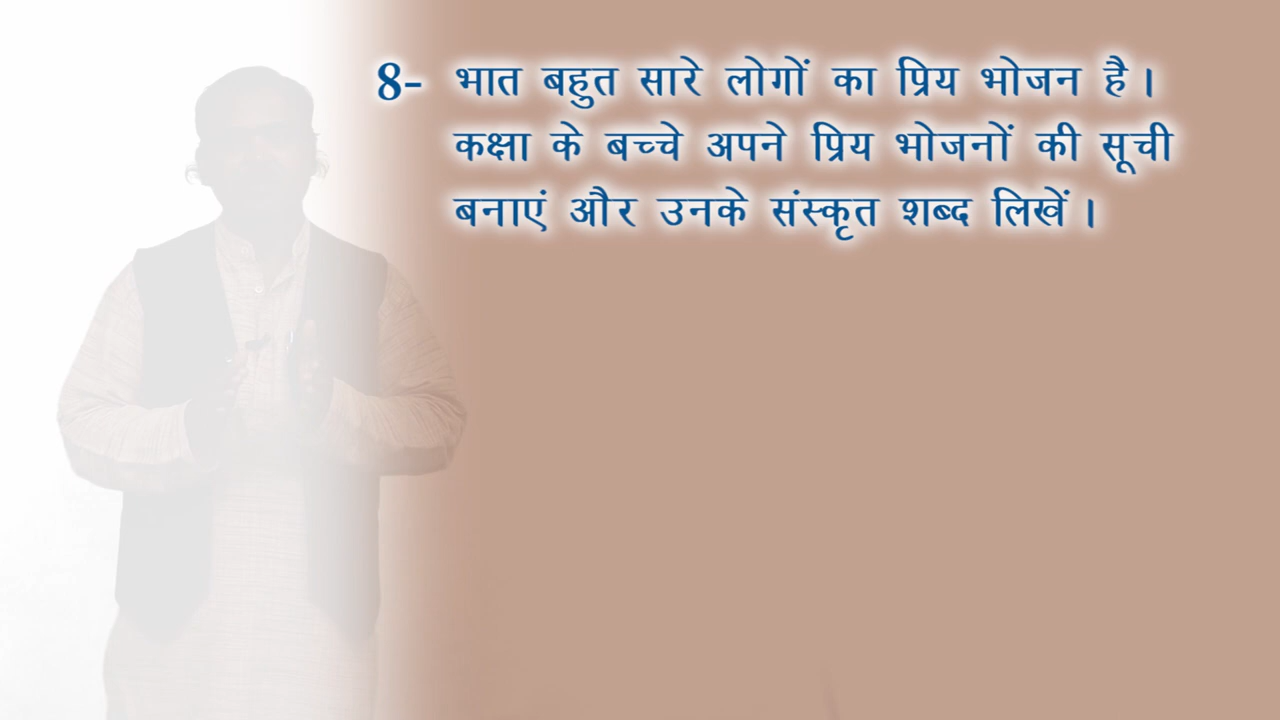 8- भात बहुत सारे लोगों का प्रिय भोजन है।
कक्षा के बच्चे अपने प्रिय भोजनों की सूची
बनाएं और उनके संस्कृत शब्द लिखें।